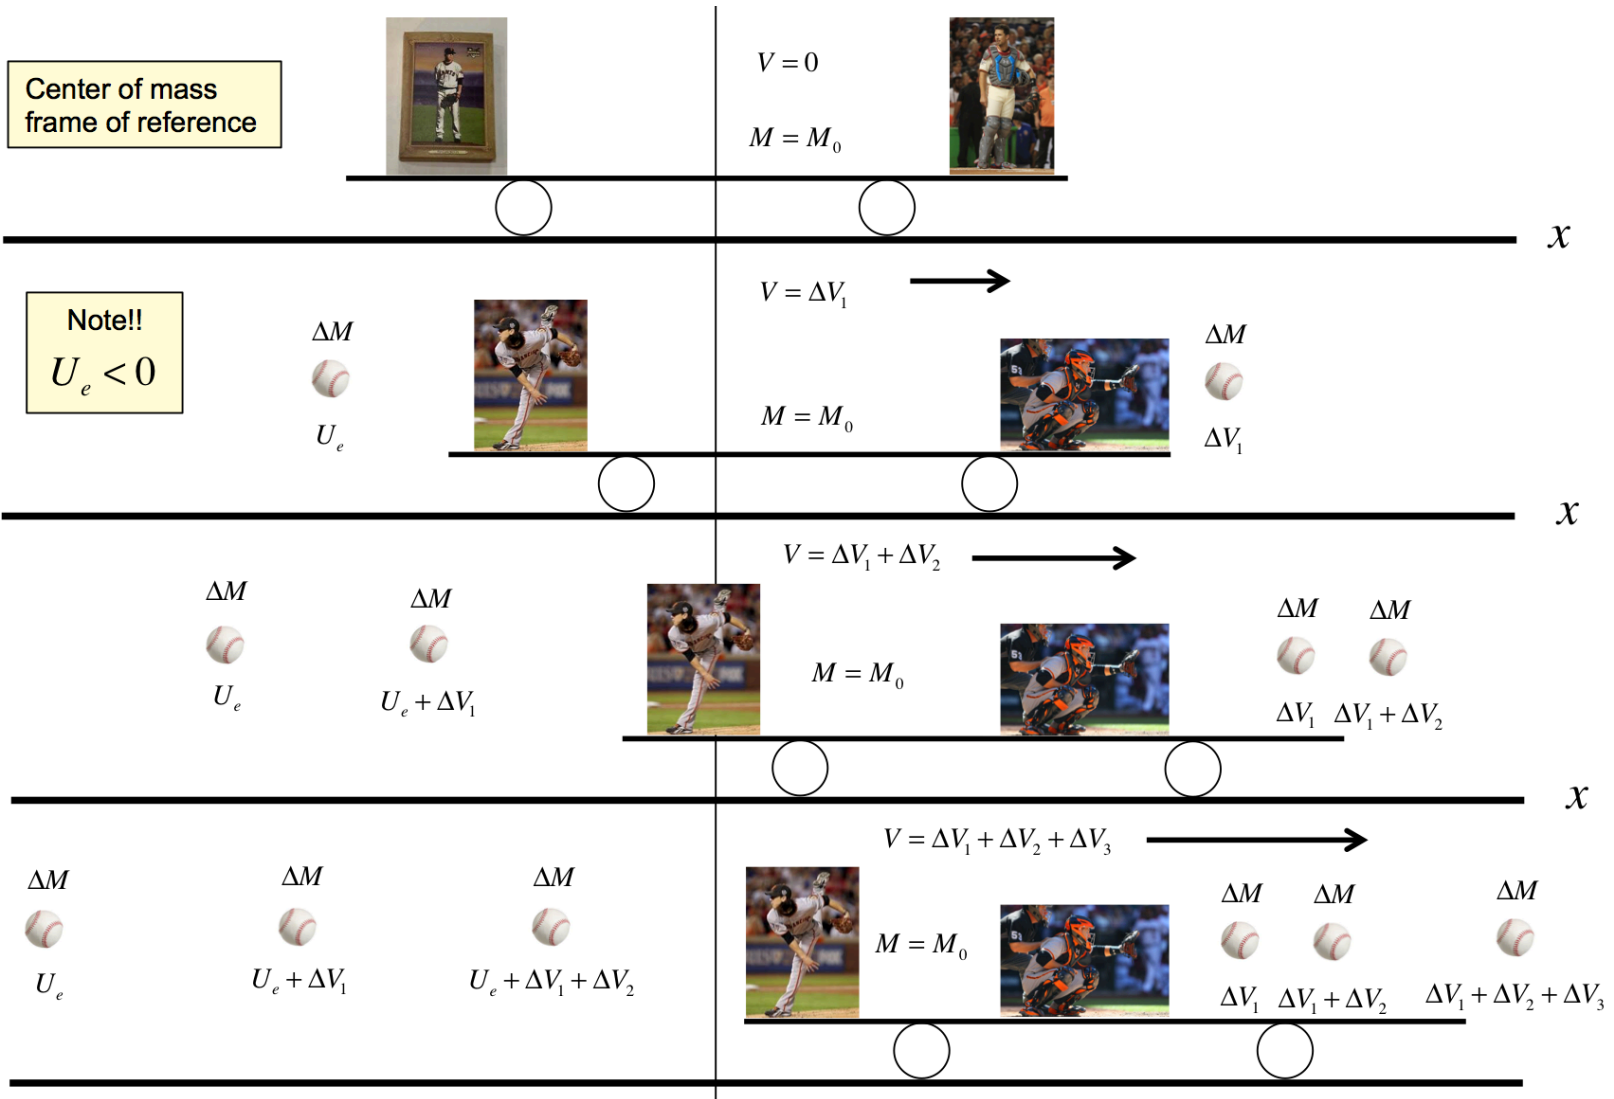 Center of mass
frame of reference
V = 0
M = M₀
x
Note!!
Uₑ < 0
ΔM
Uₑ
V = ΔV₁
M = M₀
ΔM
ΔV₁
x
V = ΔV₁ + ΔV₂
ΔM
ΔM
Uₑ
Uₑ + ΔV₁
M = M₀
ΔM
ΔM
ΔV₁
ΔV₁ + ΔV₂
x
V = ΔV₁ + ΔV₂ + ΔV₃
ΔM
ΔM
ΔM
Uₑ
Uₑ + ΔV₁
Uₑ + ΔV₁ + ΔV₂
M = M₀
ΔM
ΔM
ΔM
ΔV₁
ΔV₁ + ΔV₂
ΔV₁ + ΔV₂ + ΔV₃